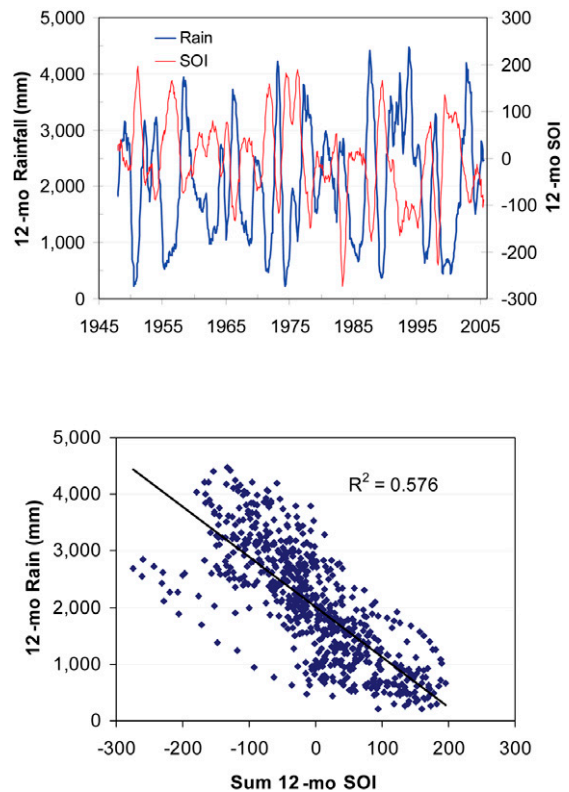 5,000
4,000
3,000
2,000
1,000
0
12-mo Rainfall (mm)
Rain
SOI
300
200
100
0
-100
-200
-300
12-mo SOI
1945 1955 1965 1975 1985 1995 2005
5,000
4,000
3,000
2,000
1,000
0
12-mo Rain (mm)
R² = 0.576
-300 -200 -100 0 100 200 300
Sum 12-mo SOI